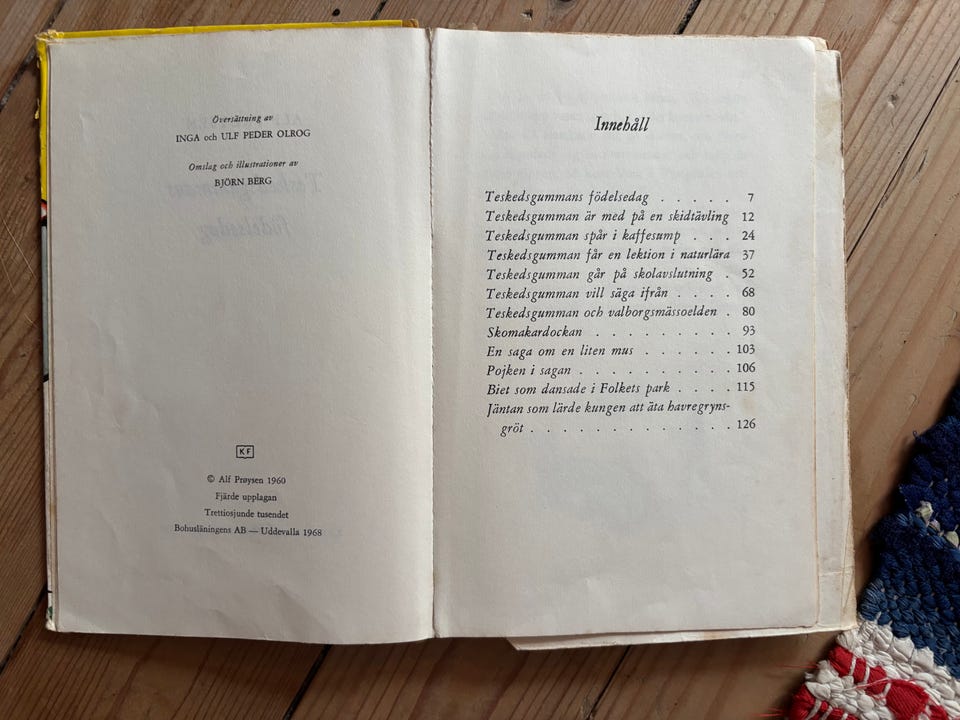 Översättning av
INGA och ULF PEDER OLROG
Omslag och illustrationer av
BJÖRN BERG
KF
© Alf Prøysen 1960
Fjärde upplagan
Trettiosjunde tusendet
Bohusläningens AB — Uddevalla 1968
Innehåll
Teskedsgummans födelsedag . . . . . 7
Teskedsgumman är med på en skidtävling 12
Teskedsgumman spår i kaffesump . . . 24
Teskedsgumman får en lektion i naturlära 37
Teskedsgumman går på skolavslutning . 52
Teskedsgumman vill säga ifrån . . . . 68
Teskedsgumman och valborgsmässoelden . 80
Skomakardockan . . . . . . . . . 93
En saga om en liten mus . . . . . . 103
Pojken i sagan . . . . . . . . . . 106
Biet som dansade i Folkets park . . . . 115
Jäntan som lärde kungen att äta havregryns-
gröt . . . . . . . . . . . . . 126